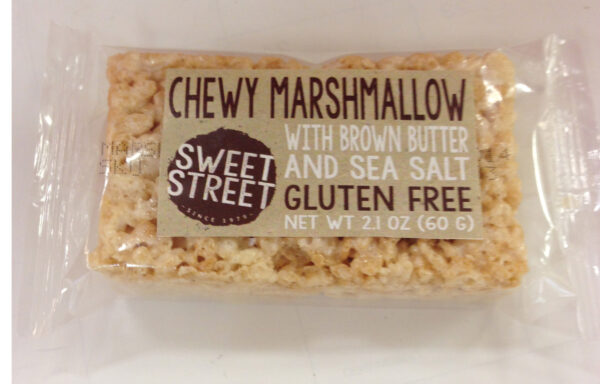 CHEWY MARSHMALLOW
WITH BROWN BUTTER
AND SEA SALT
SWEET
STREET
-SINCE 1979-
GLUTEN FREE
NET WT 2.1 OZ (60 G)